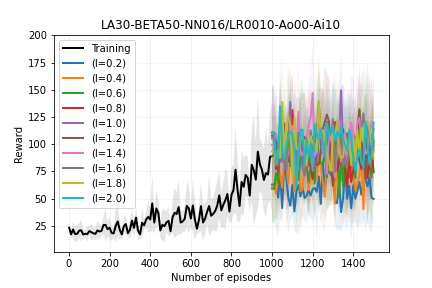 LA30-BETA50-NN016/LR0010-Ao00-Ai10
200
175
150
125
100
75
50
25
Reward
Training
(l=0.2)
(l=0.4)
(l=0.6)
(l=0.8)
(l=1.0)
(l=1.2)
(l=1.4)
(l=1.6)
(l=1.8)
(l=2.0)
0 200 400 600 800 1000 1200 1400
Number of episodes